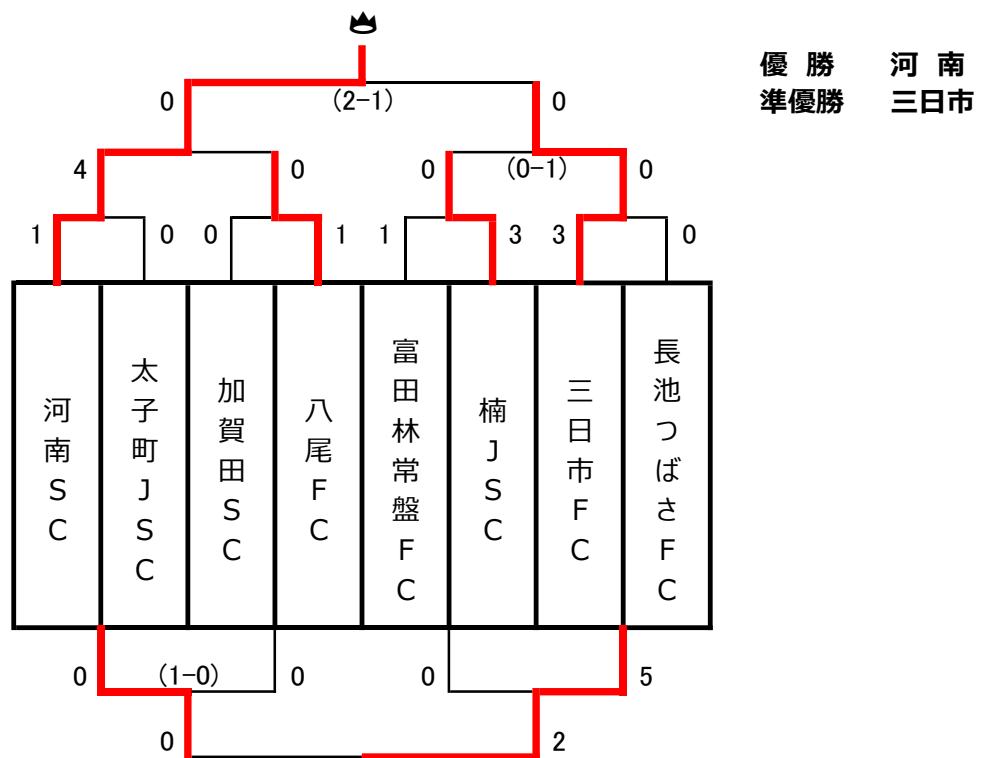 優 勝 河 南
準優勝 三日市
0 (2-1) 0
4 0 0 (0-1) 0
1 0 0 1 1 3 3 0
河南SC
太子町JSC
加賀田SC
八尾FC
富田林常盤FC
楠JSC
三日市FC
長池つばさFC
0 (1-0) 0 0 5
0 2